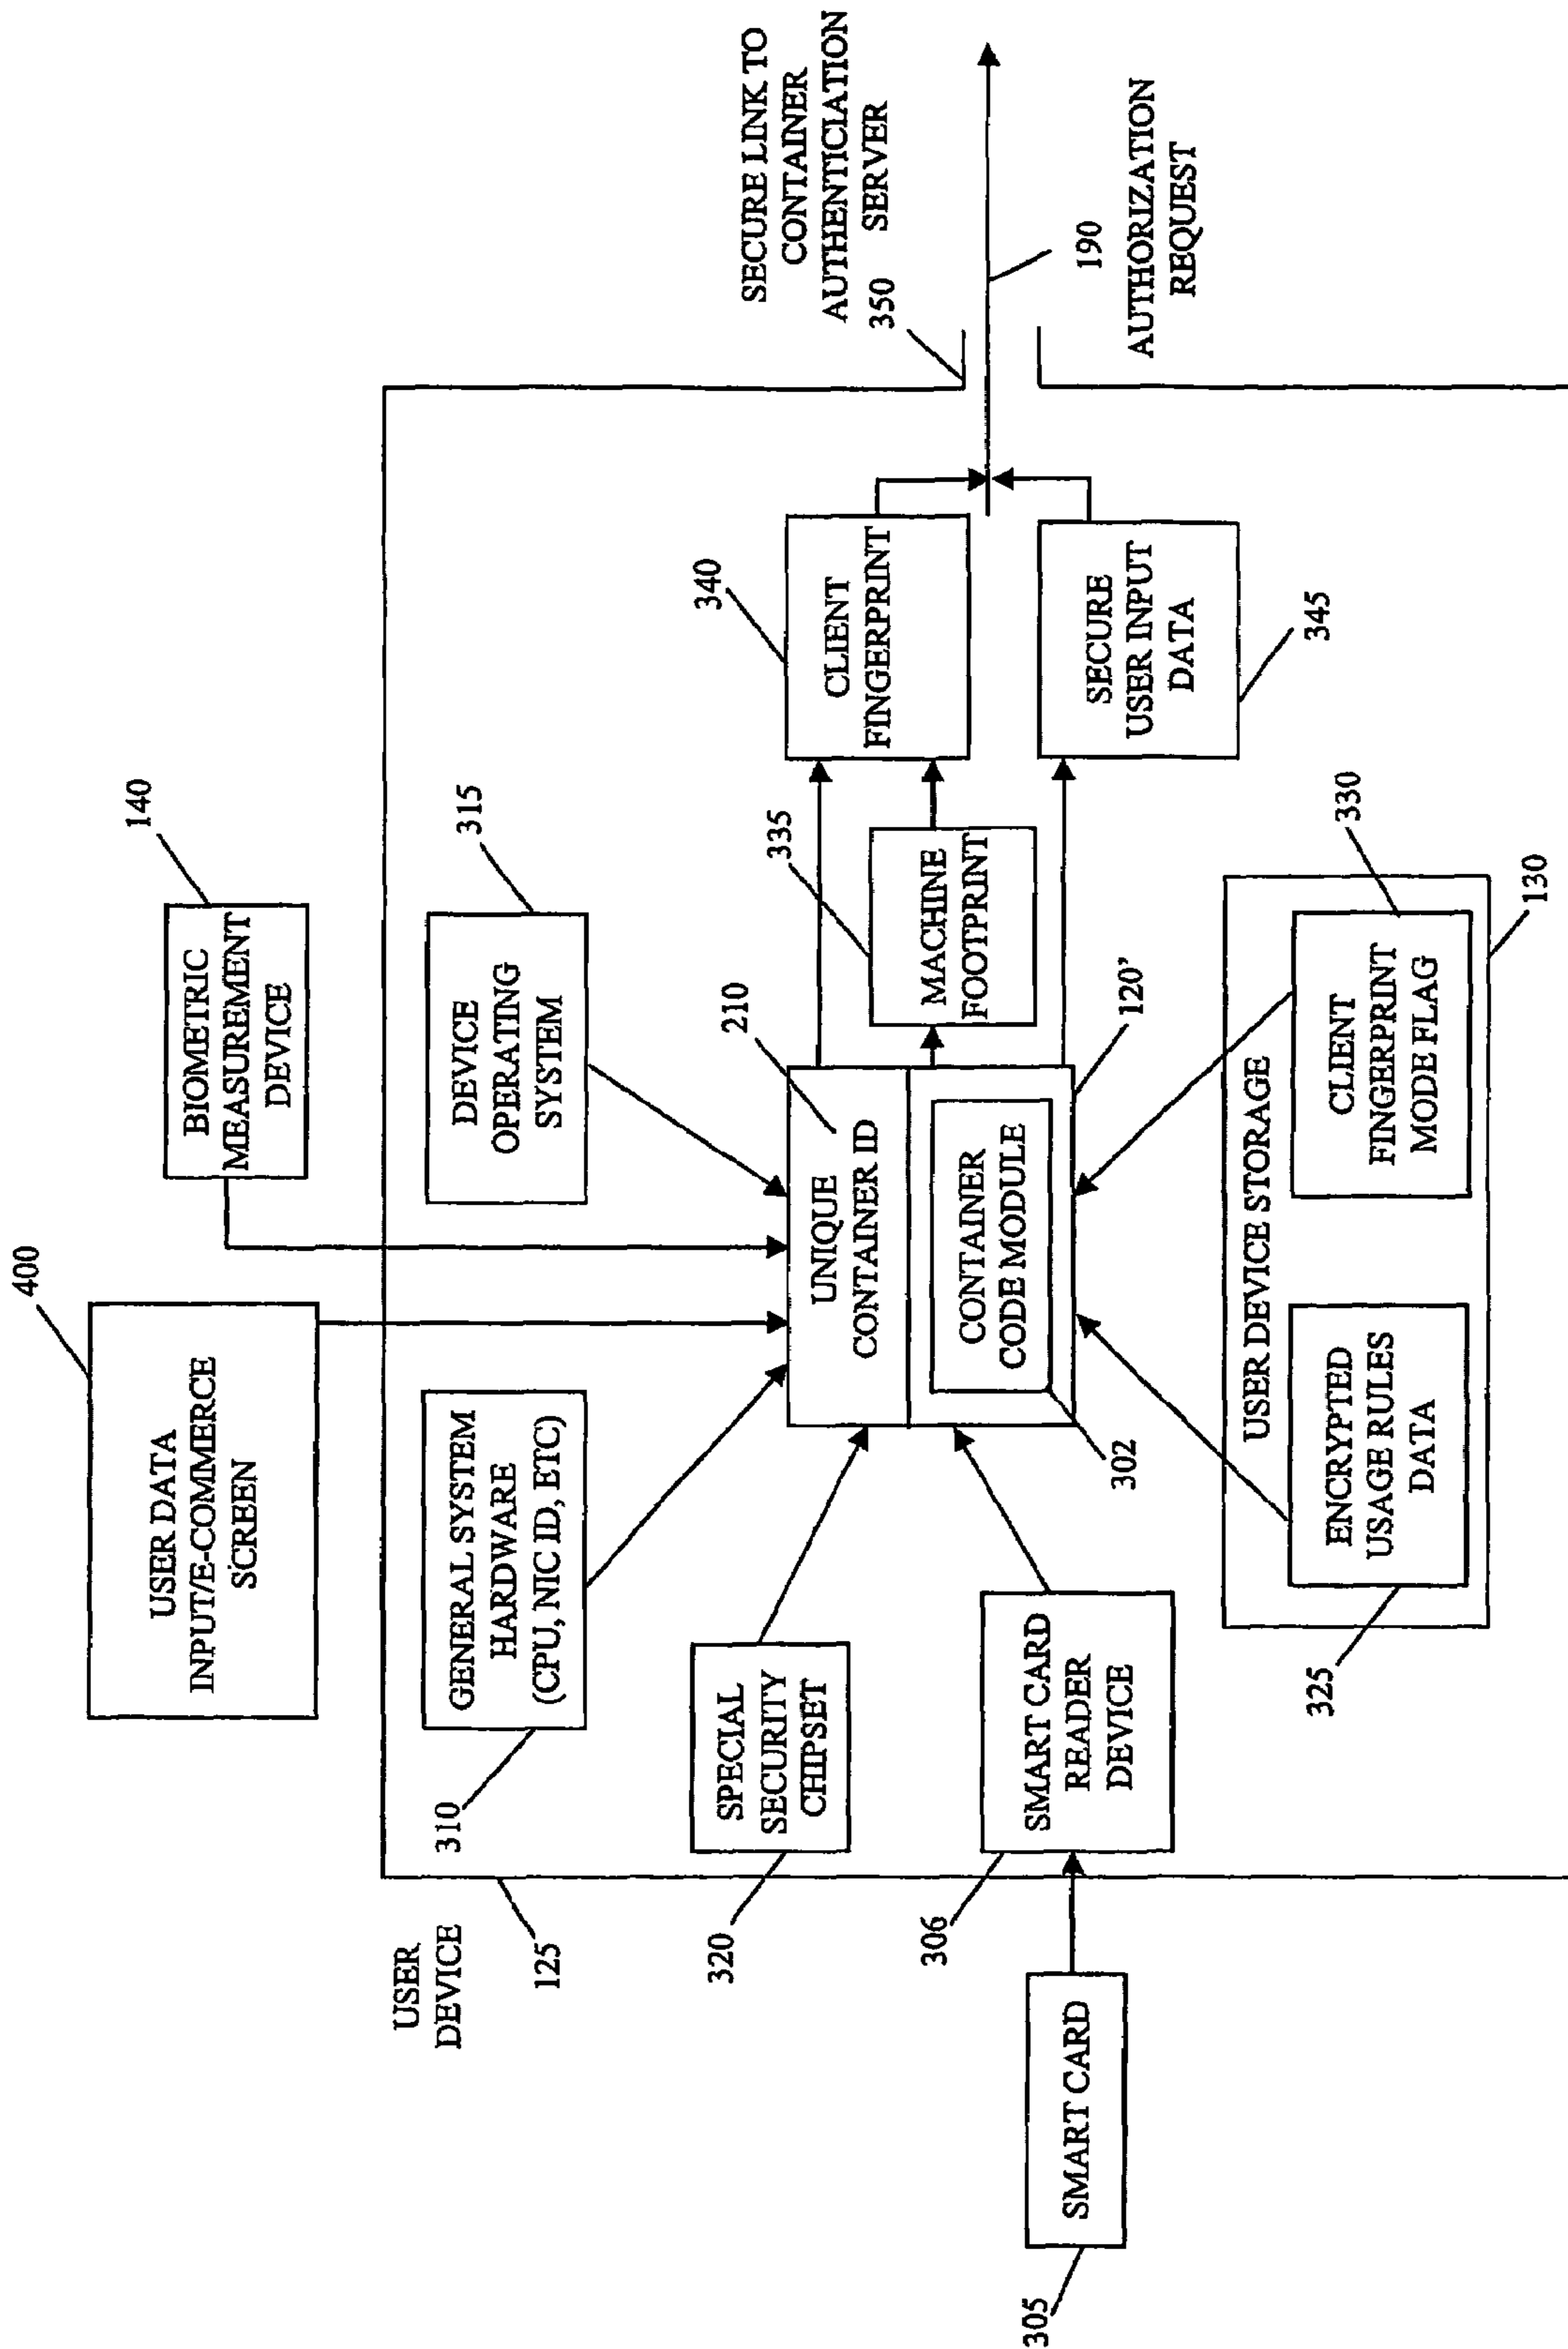 400
USER DATA
INPUT/E-COMMERCE
SCREEN
140
BIOMETRIC
MEASUREMENT
DEVICE
USER
DEVICE
125
310
GENERAL SYSTEM
HARDWARE
(CPU, NIC ID, ETC)
315
DEVICE
OPERATING
SYSTEM
320
SPECIAL
SECURITY
CHIPSET
306
SMART CARD
READER
DEVICE
305
SMART CARD
210
UNIQUE
CONTAINER ID
CONTAINER
CODE MODULE
302
120'
335
MACHINE
FOOTPRINT
340
CLIENT
FINGERPRINT
SECURE
USER INPUT
DATA
345
USER DEVICE STORAGE
ENCRYPTED
USAGE RULES
DATA
325
CLIENT
FINGERPRINT
MODE FLAG
330
130
SECURE LINK TO
CONTAINER
AUTHENTICIATION
SERVER
350
190
AUTHORIZATION
REQUEST